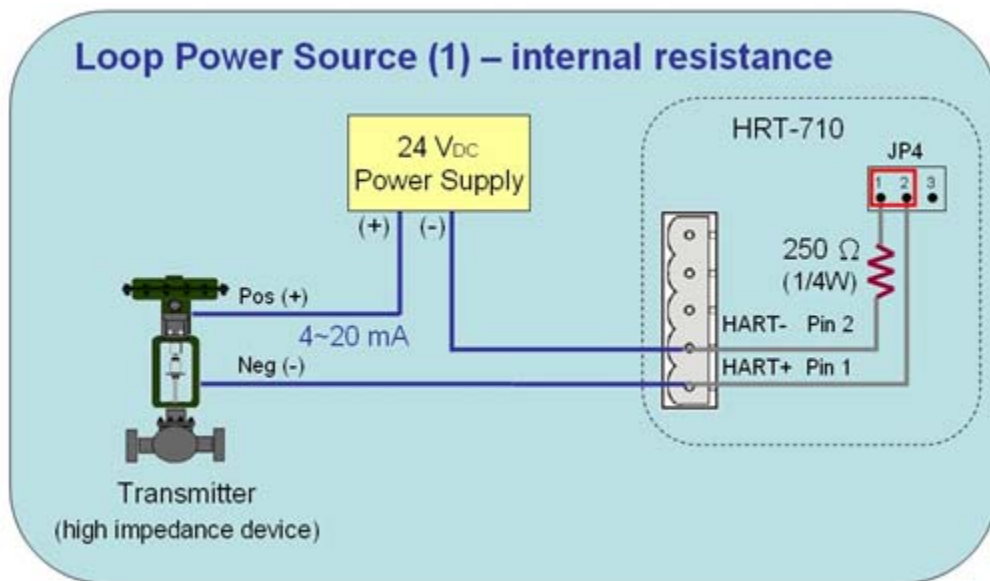 Loop Power Source (1) – internal resistance
24 VDC
Power Supply
(+)
(-)
HRT-710
JP4
1 2 3
250 Ω
(1/4W)
Pos (+)
4~20 mA
HART- Pin 2
Neg (-)
HART+ Pin 1
Transmitter
(high impedance device)